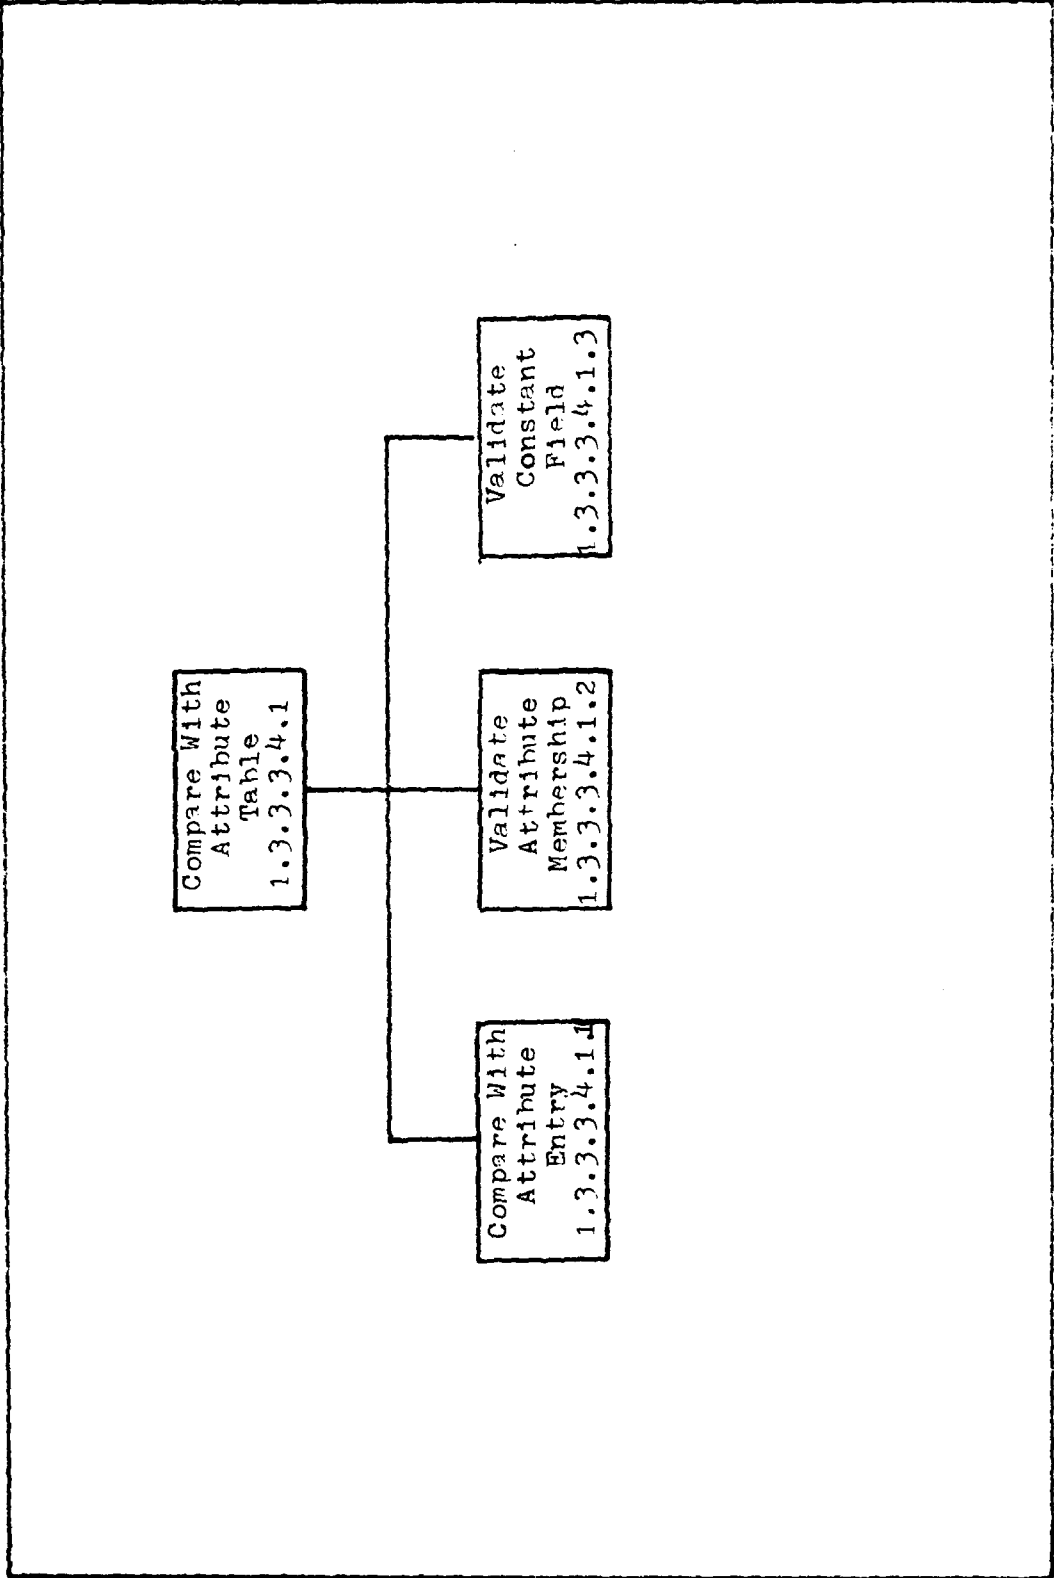 Compare With
Attribute
Table
1.3.3.3.4.1
Compare With
Attribute
Entry
1.3.3.3.4.1.1
Validate
Attribute
Membership
1.3.3.3.4.1.2
Validate
Constant
Field
1.3.3.3.4.1.3